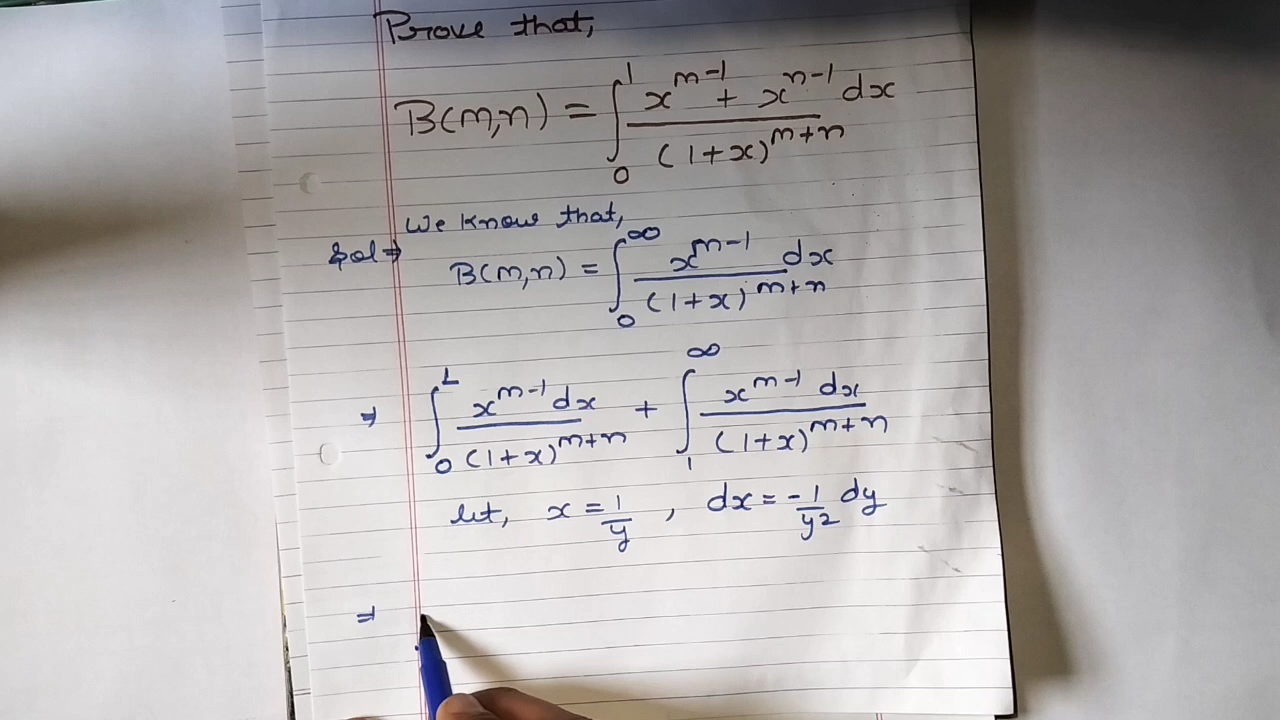 Prove that,
B(m,n) = ∫₀¹ (x^(m-1) + x^(n-1))/(1+x)^(m+n) dx
We know that,
Sol⇒ B(m,n) = ∫₀^∞ x^(m-1)/(1+x)^(m+n) dx
⇒ ∫₀¹ x^(m-1) dx/(1+x)^(m+n) + ∫₁^∞ x^(m-1) dx/(1+x)^(m+n)
let, x = 1/y , dx = -1/y² dy
⇒